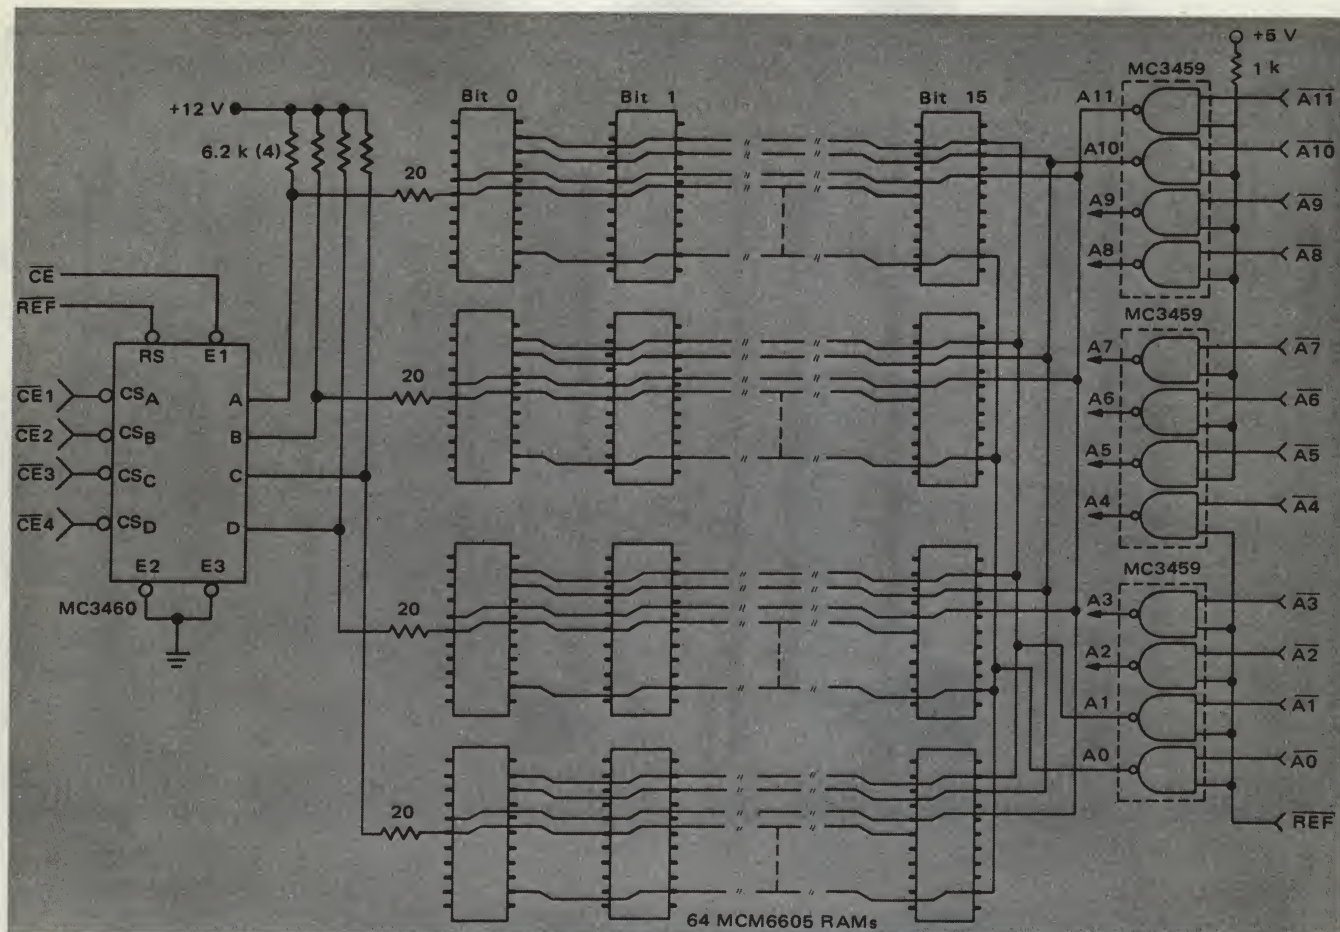 +5 V
1 k
MC3459
Bit 0
Bit 1
Bit 15
A11
A̅1̅1̅
+12 V
6.2 k (4)
A10
A̅1̅0̅
20
A9
A̅9̅
A8
A̅8̅
C̅E̅
R̅E̅F̅
MC3459
RS
E1
A7
A̅7̅
20
C̅E̅1̅
CSA
A
A6
A̅6̅
C̅E̅2̅
CSB
B
A5
A̅5̅
C̅E̅3̅
CSC
C
A4
A̅4̅
C̅E̅4̅
CSD
D
E2
E3
MC3459
MC3460
A3
A̅3̅
20
A2
A̅2̅
A1
A̅1̅
A0
A̅0̅
20
R̅E̅F̅
64 MCM6605 RAMs